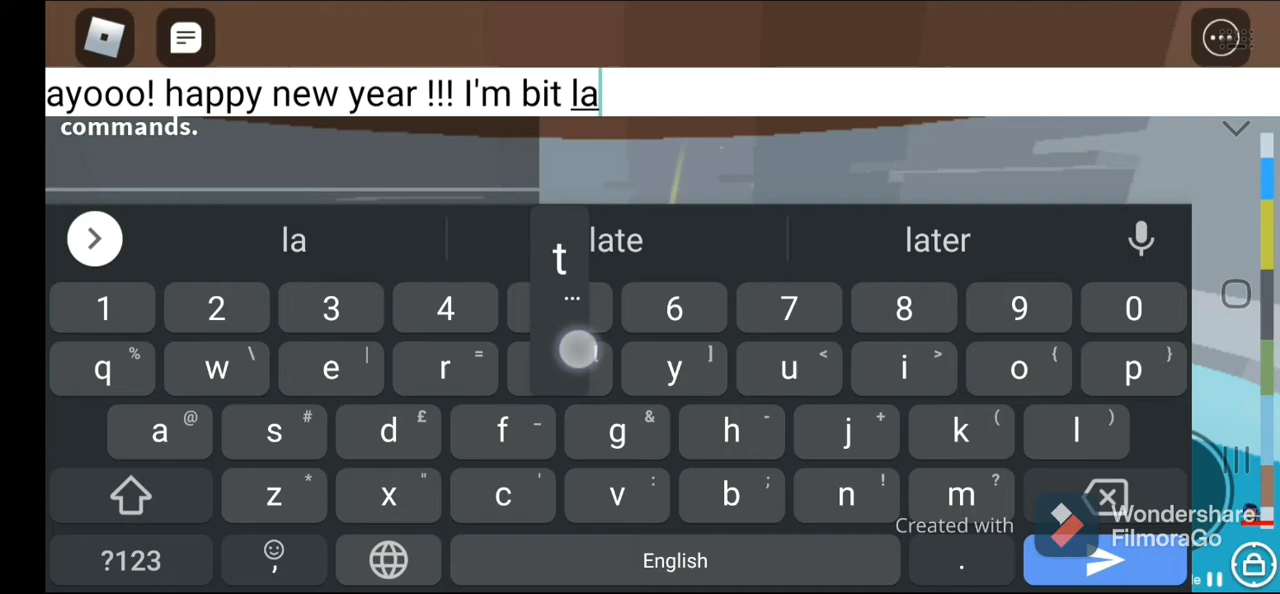 ayooo! happy new year !!! I'm bit la
commands.
la late later
t
1 2 3 4 6 7 8 9 0
% \ | = ] < > { }
q w e r y u i o p
@ # £ _ & - + ( )
a s d f g h j k l
* " ' : ; ! ?
z x c v b n m
Created with Wondershare FilmoraGo
?123 , English .